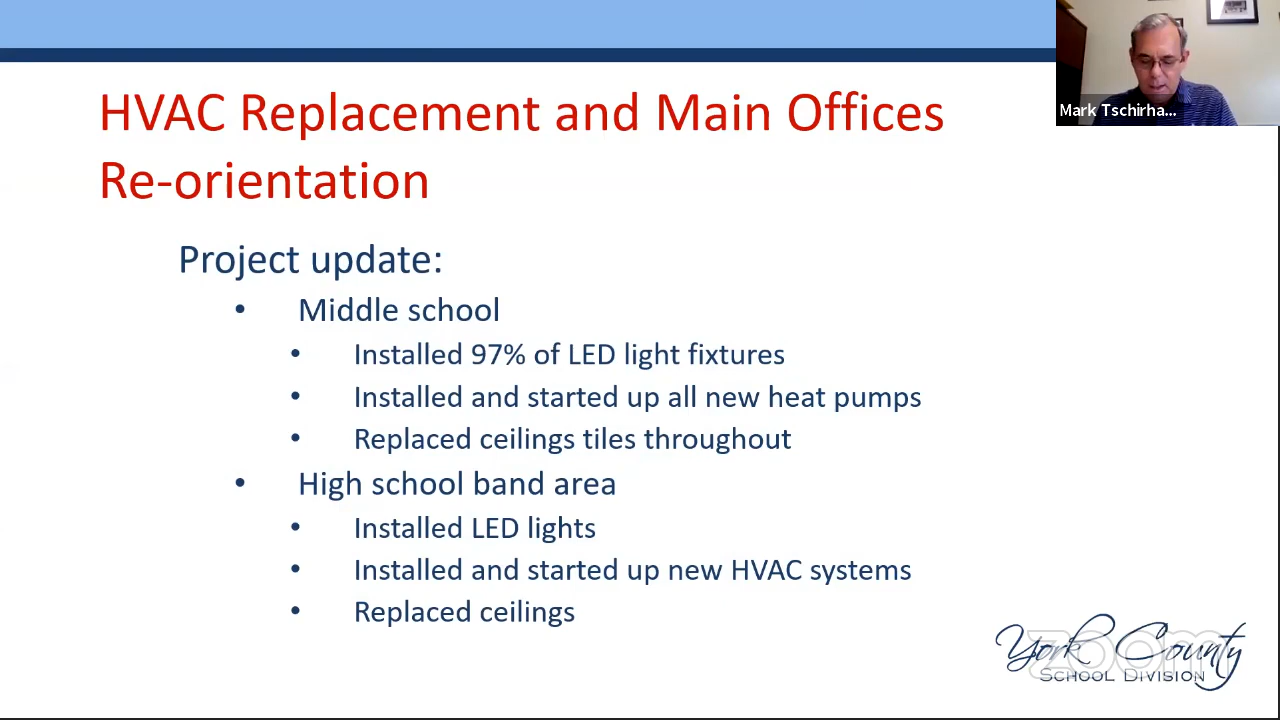 Mark Tschirha...
HVAC Replacement and Main Offices
Re-orientation
Project update:
• Middle school
• Installed 97% of LED light fixtures
• Installed and started up all new heat pumps
• Replaced ceilings tiles throughout
• High school band area
• Installed LED lights
• Installed and started up new HVAC systems
• Replaced ceilings
York County
SCHOOL DIVISION
zoom